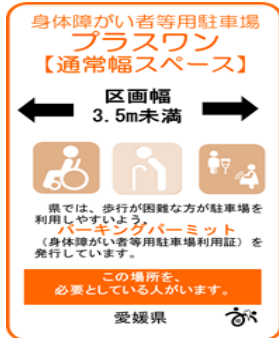 身体障がい者等用駐車場
プラスワン
【通常幅スペース】
区画幅
3.5m未満
県では、歩行が困難な方が駐車場を
利用しやすいよう、
パーキングパーミット
（身体障がい者等用駐車場利用証）を
発行しています。
この場所を、
必要としている人がいます。
愛媛県